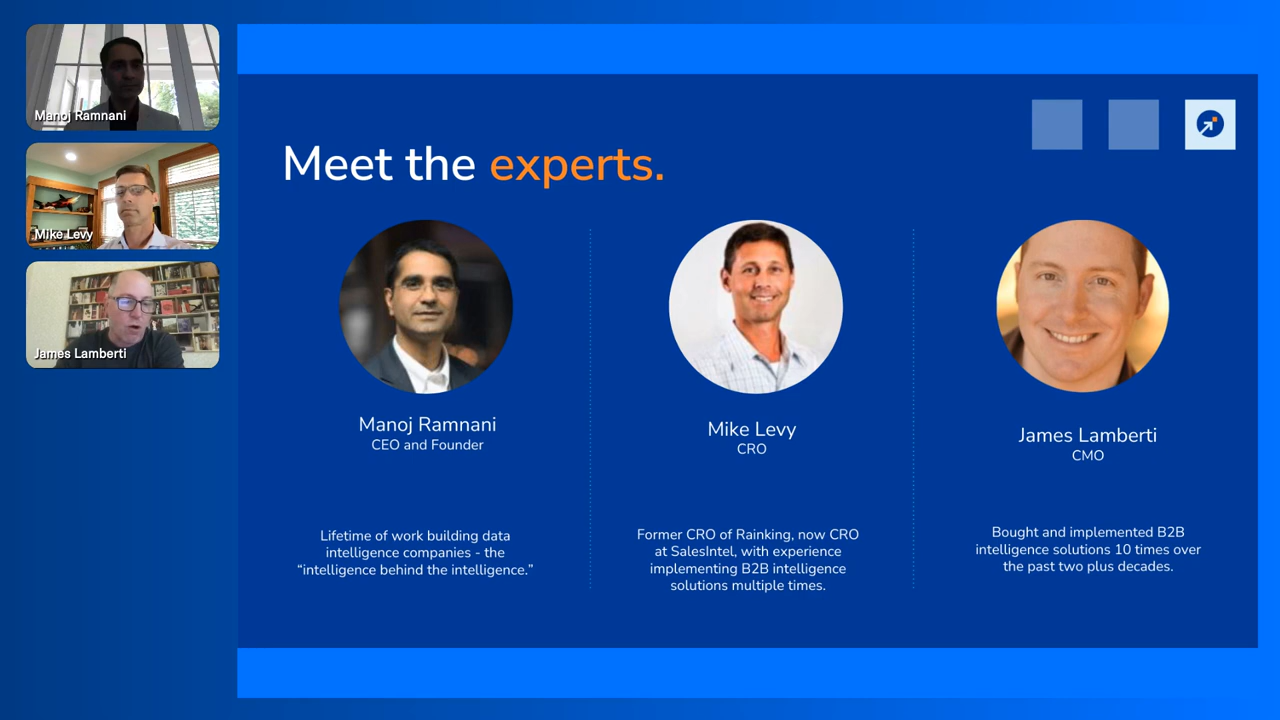 Manoj Ramnani
Mike Levy
James Lamberti
Meet the experts.
Manoj Ramnani
CEO and Founder
Lifetime of work building data
intelligence companies - the
“intelligence behind the intelligence.”
Mike Levy
CRO
Former CRO of Rainking, now CRO
at SalesIntel, with experience
implementing B2B intelligence
solutions multiple times.
James Lamberti
CMO
Bought and implemented B2B
intelligence solutions 10 times over
the past two plus decades.